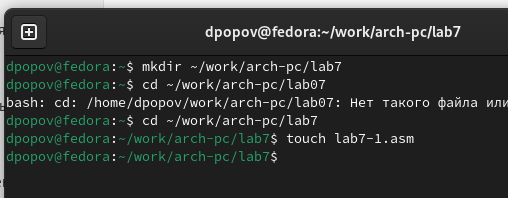 dpopov@fedora:~/work/arch-pc/lab7
dpopov@fedora:~$ mkdir ~/work/arch-pc/lab7
dpopov@fedora:~$ cd ~/work/arch-pc/lab07
bash: cd: /home/dpopov/work/arch-pc/lab07: Нет такого файла или
dpopov@fedora:~$ cd ~/work/arch-pc/lab7
dpopov@fedora:~/work/arch-pc/lab7$ touch lab7-1.asm
dpopov@fedora:~/work/arch-pc/lab7$